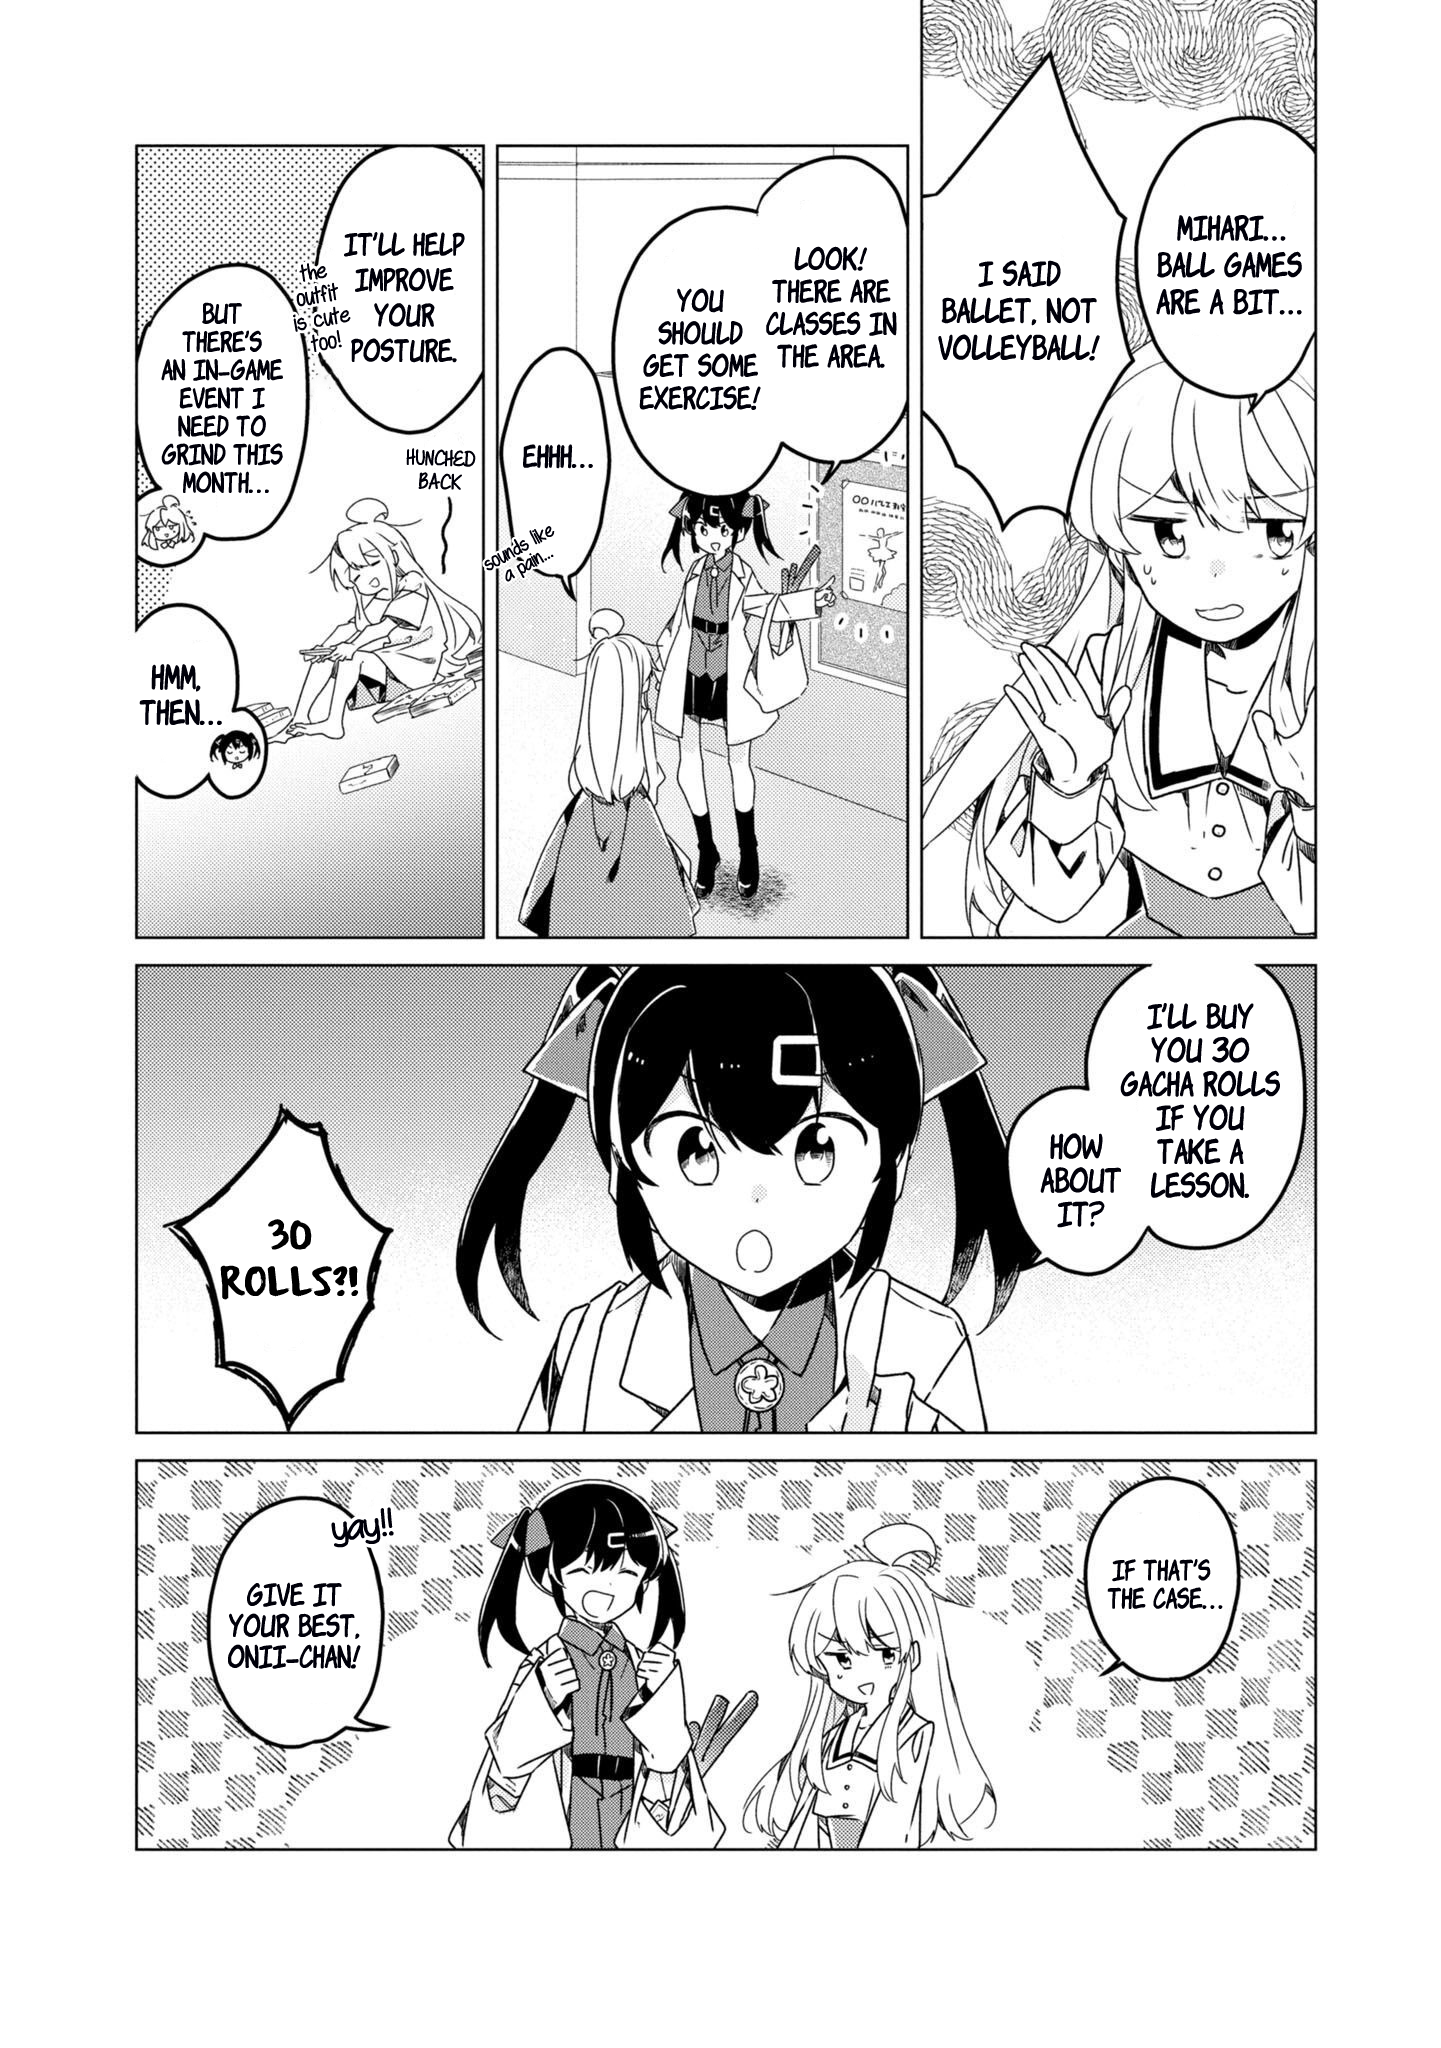 MIHARI...
BALL GAMES
ARE A BIT...
I SAID
BALLET, NOT
VOLLEYBALL!
LOOK!
THERE ARE
CLASSES IN
THE AREA.
YOU
SHOULD
GET SOME
EXERCISE!
EHHH...
sounds like
a pain...
IT'LL HELP
IMPROVE
YOUR
POSTURE.
the
outfit
is cute
too!
HUNCHED
BACK
BUT
THERE'S
AN IN-GAME
EVENT I
NEED TO
GRIND THIS
MONTH...
HMM,
THEN...
I'LL BUY
YOU 30
GACHA ROLLS
IF YOU
TAKE A
LESSON.
HOW
ABOUT
IT?
30
ROLLS?!
IF THAT'S
THE CASE...
yay!!
GIVE IT
YOUR BEST,
ONII-CHAN!